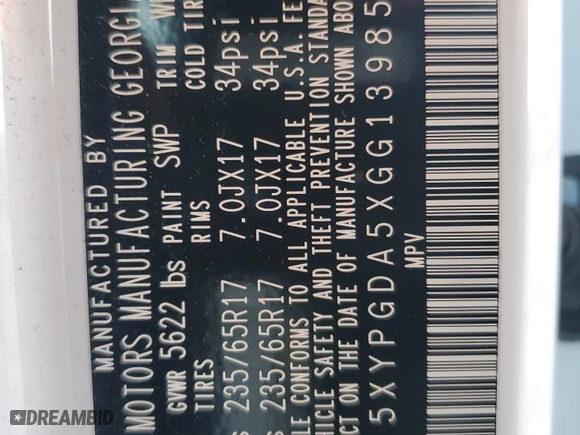 MANUFACTURED BY
MOTORS MANUFACTURING GEORGI
GVWR 5622 lbs PAINT SWP TRIM
TIRES RIMS COLD TIR
235/65R17 7.0JX17 34psi
235/65R17 7.0JX17 34psi
LE CONFORMS TO ALL APPLICABLE U.S.A. FE
HICLE SAFETY AND THEFT PREVENTION STANDA
CT ON THE DATE OF MANUFACTURE SHOWN ABO
5XYPGDA5XGG13985
MPV
DREAMBID